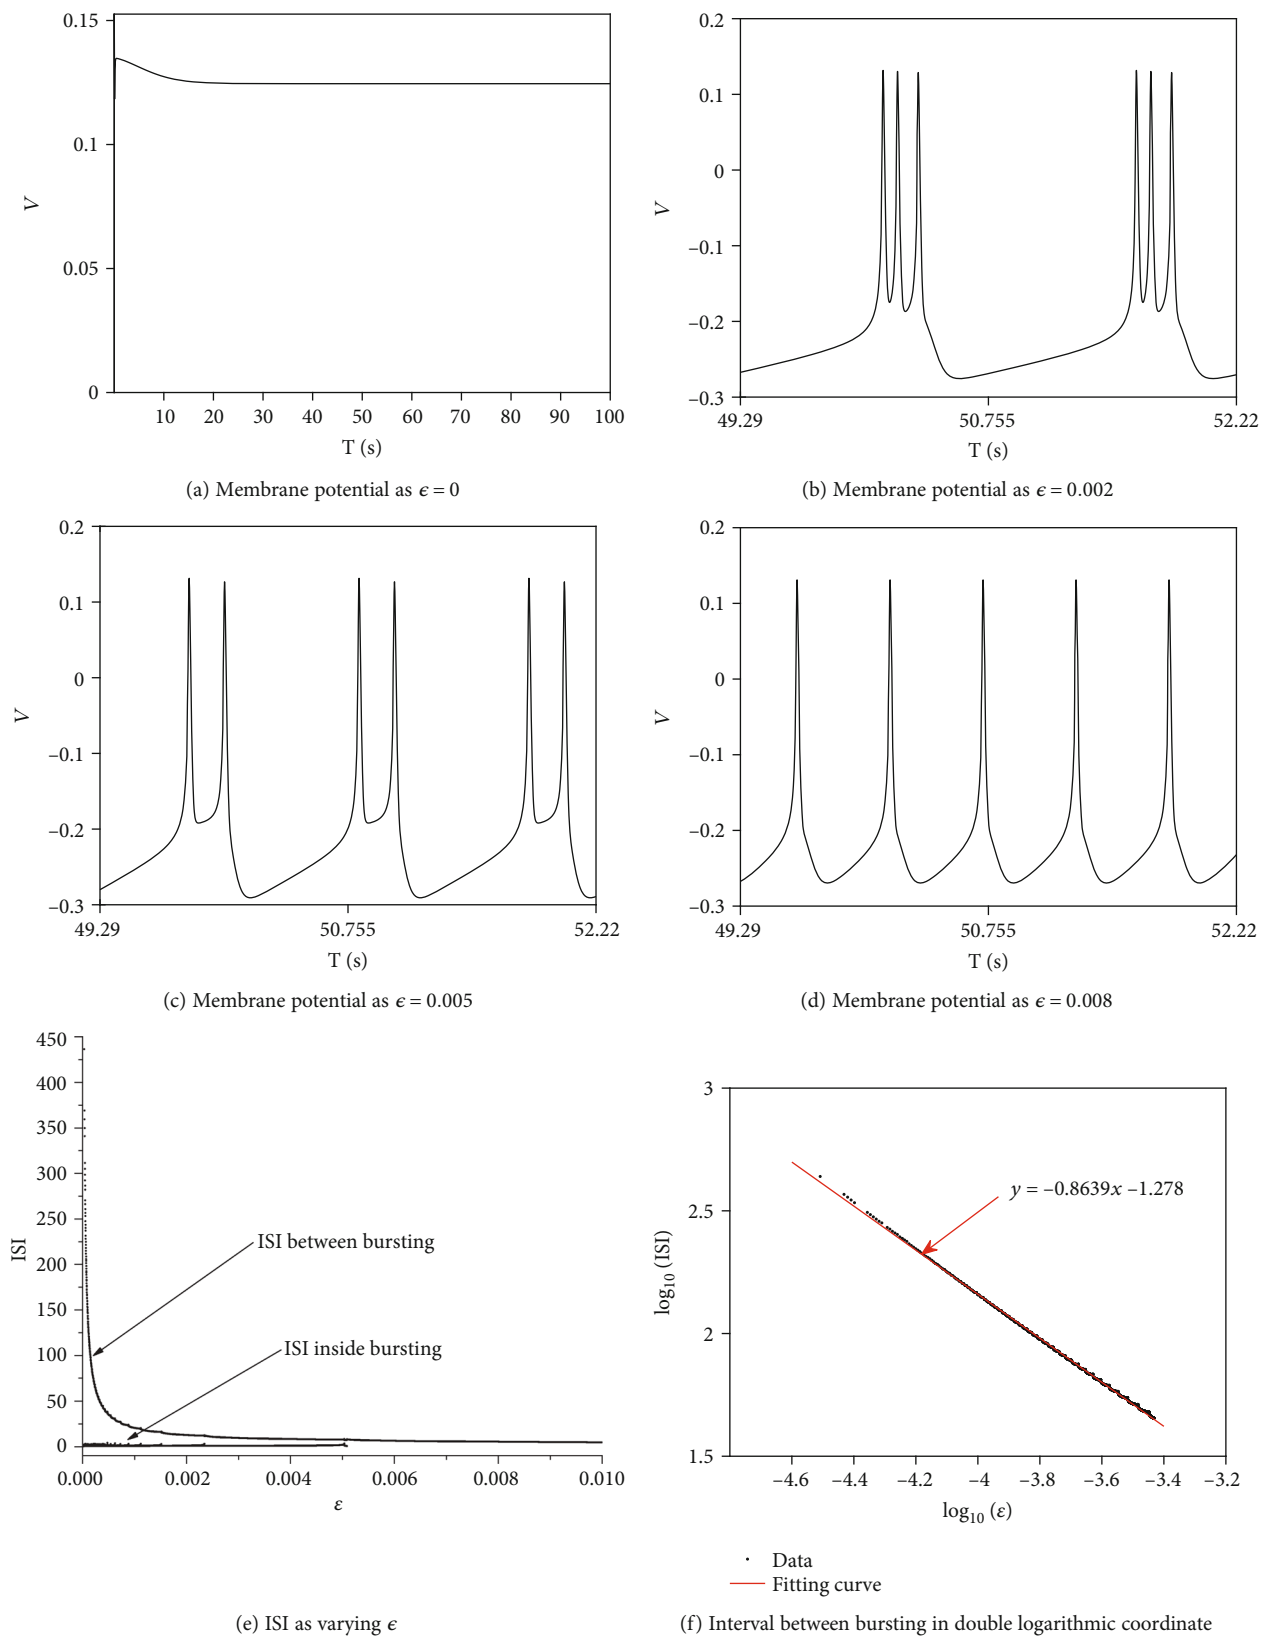 0.15
0.1
0.05
0
V
10 20 30 40 50 60 70 80 90 100
T (s)
(a) Membrane potential as ϵ = 0
0.2
0.1
0
–0.1
–0.2
–0.3
V
49.29 50.755 52.22
T (s)
(b) Membrane potential as ϵ = 0.002
0.2
0.1
0
–0.1
–0.2
–0.3
V
49.29 50.755 52.22
T (s)
(c) Membrane potential as ϵ = 0.005
0.2
0.1
0
–0.1
–0.2
–0.3
V
49.29 50.755 52.22
T (s)
(d) Membrane potential as ϵ = 0.008
450
400
350
300
250
200
150
100
50
0
ISI
ISI between bursting
ISI inside bursting
0.000 0.002 0.004 0.006 0.008 0.010
ε
(e) ISI as varying ϵ
3
2.5
2
1.5
log10 (ISI)
y = –0.8639x –1.278
–4.6 –4.4 –4.2 –4 –3.8 –3.6 –3.4 –3.2
log10 (ε)
Data
Fitting curve
(f) Interval between bursting in double logarithmic coordinate